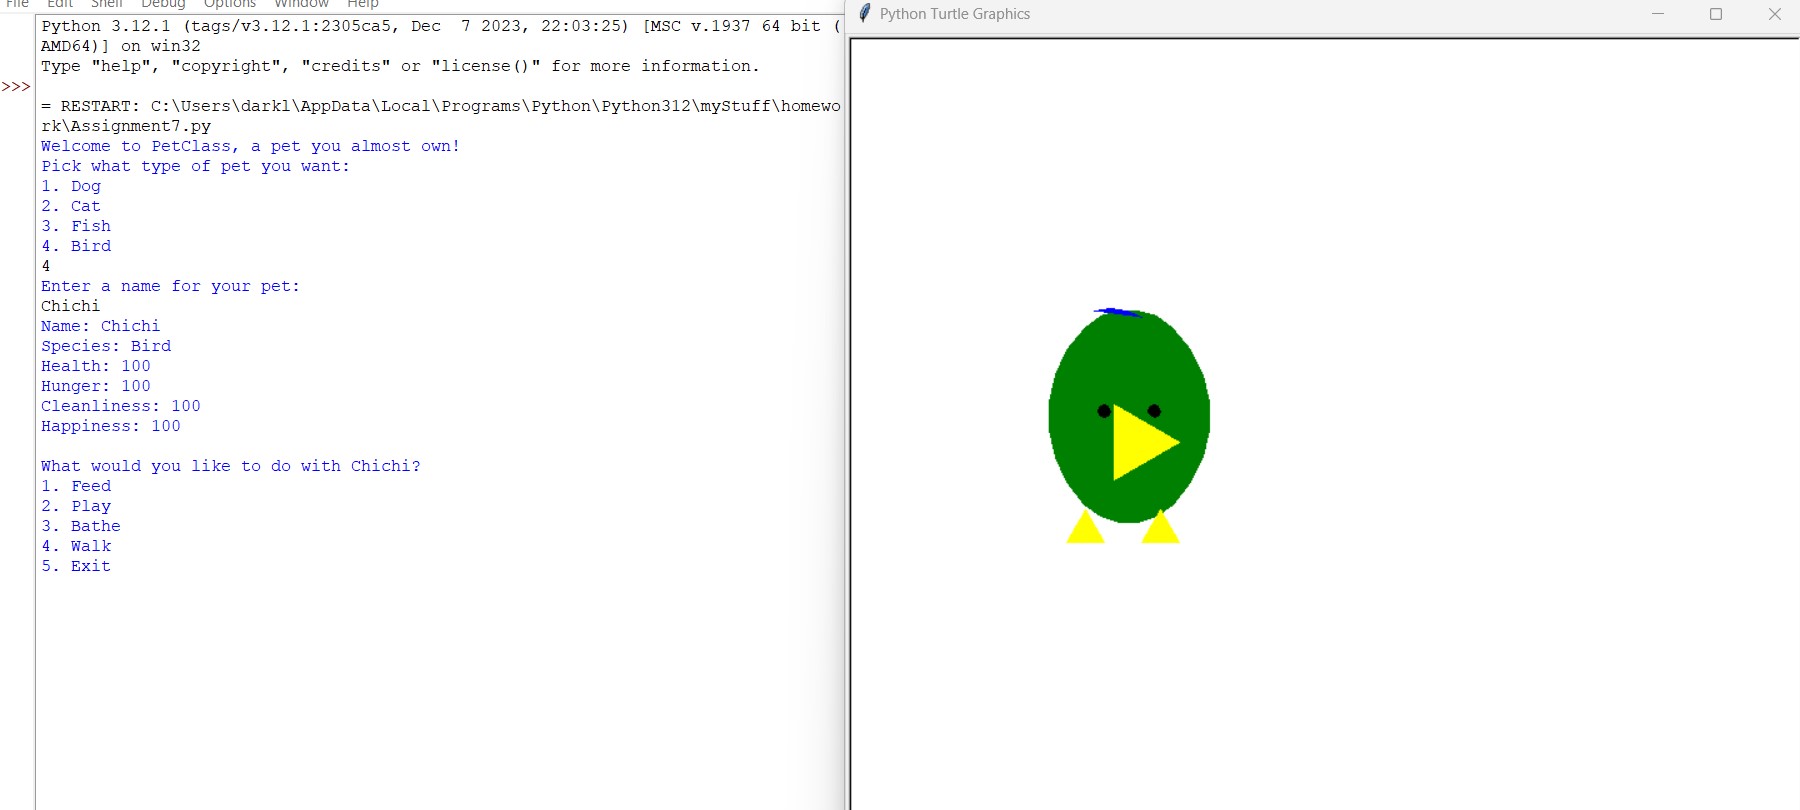 File Edit Shell Debug Options Window Help
Python 3.12.1 (tags/v3.12.1:2305ca5, Dec  7 2023, 22:03:25) [MSC v.1937 64 bit (
AMD64)] on win32
Type "help", "copyright", "credits" or "license()" for more information.
>>>
= RESTART: C:\Users\darkl\AppData\Local\Programs\Python\Python312\myStuff\homewo
rk\Assignment7.py
Welcome to PetClass, a pet you almost own!
Pick what type of pet you want:
1. Dog
2. Cat
3. Fish
4. Bird
4
Enter a name for your pet:
Chichi
Name: Chichi
Species: Bird
Health: 100
Hunger: 100
Cleanliness: 100
Happiness: 100
What would you like to do with Chichi?
1. Feed
2. Play
3. Bathe
4. Walk
5. Exit
Python Turtle Graphics